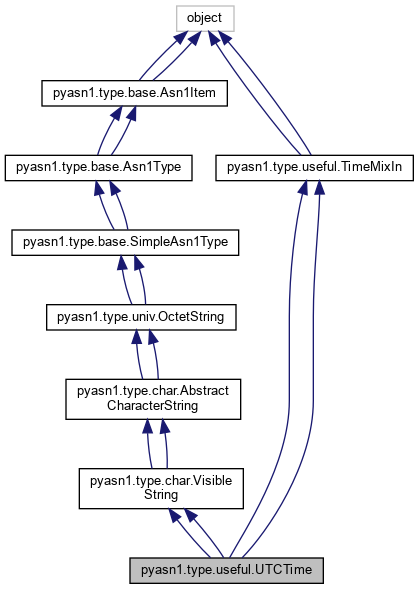 object
pyasn1.type.base.Asn1Item
pyasn1.type.base.Asn1Type
pyasn1.type.useful.TimeMixIn
pyasn1.type.base.SimpleAsn1Type
pyasn1.type.univ.OctetString
pyasn1.type.char.Abstract
CharacterString
pyasn1.type.char.Visible
String
pyasn1.type.useful.UTCTime